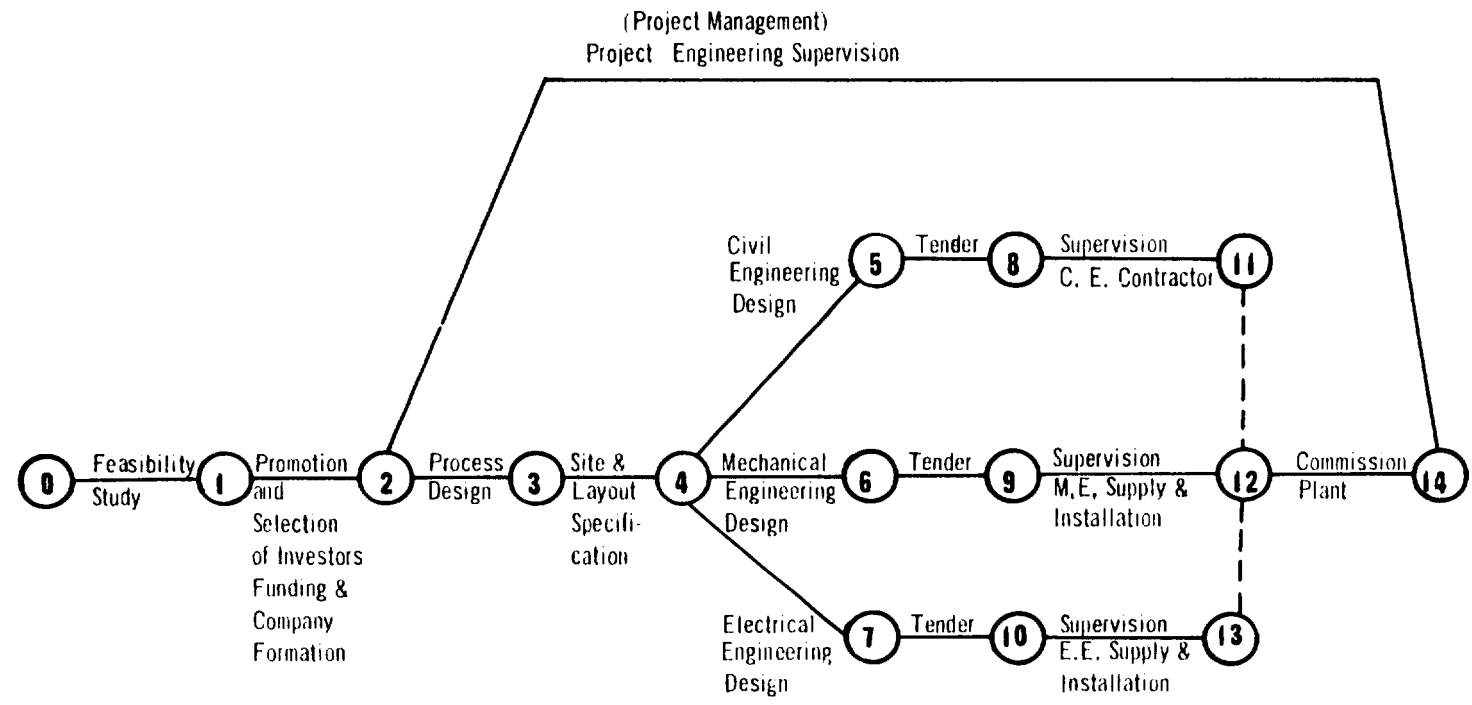 (Project Management)
Project Engineering Supervision
Civil
Engineering
Design
5
Tender
8
Supervision
C. E. Contractor
11
0
Feasibility
Study
1
Promotion
and
Selection
of Investors
Funding &
Company
Formation
2
Process
Design
3
Site &
Layout
Specifi-
cation
4
Mechanical
Engineering
Design
6
Tender
9
Supervision
M.E. Supply &
Installation
12
Commission
Plant
14
Electrical
Engineering
Design
7
Tender
10
Supervision
E.E. Supply &
Installation
13